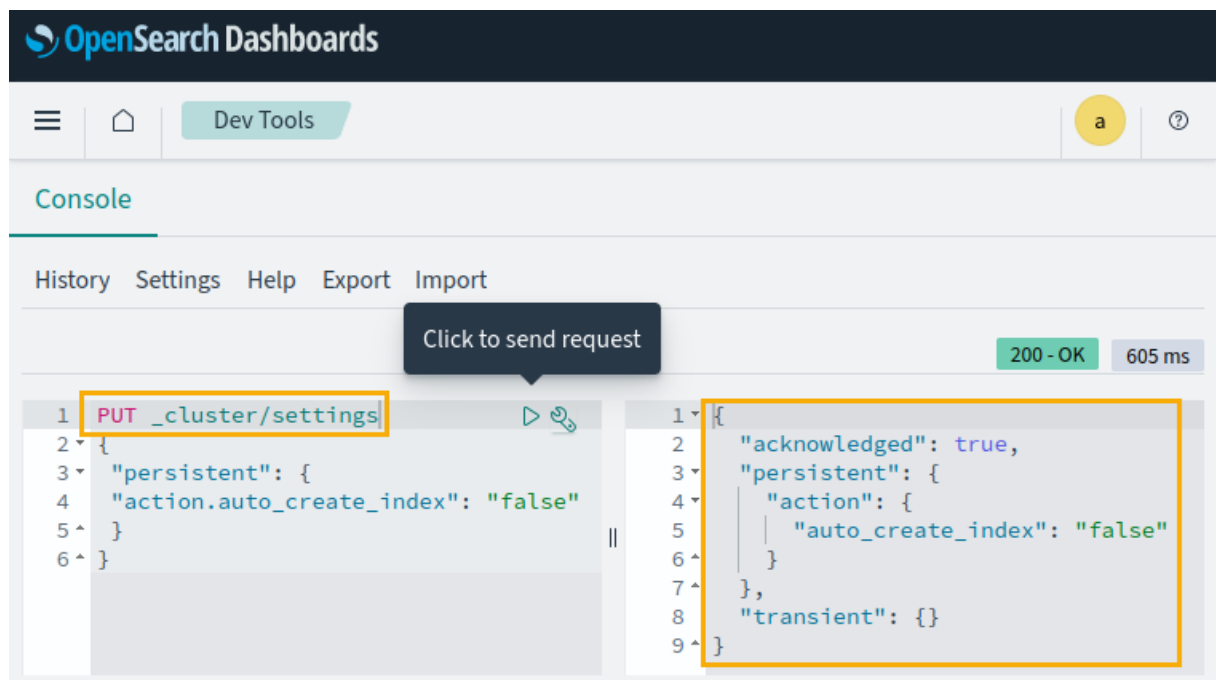 OpenSearch Dashboards
Dev Tools
a
Console
History Settings Help Export Import
Click to send request
200 - OK 605 ms
1 PUT _cluster/settings
2 {
3 "persistent": {
4 "action.auto_create_index": "false"
5 }
6 }
1 {
2 "acknowledged": true,
3 "persistent": {
4 "action": {
5 "auto_create_index": "false"
6 }
7 },
8 "transient": {}
9 }